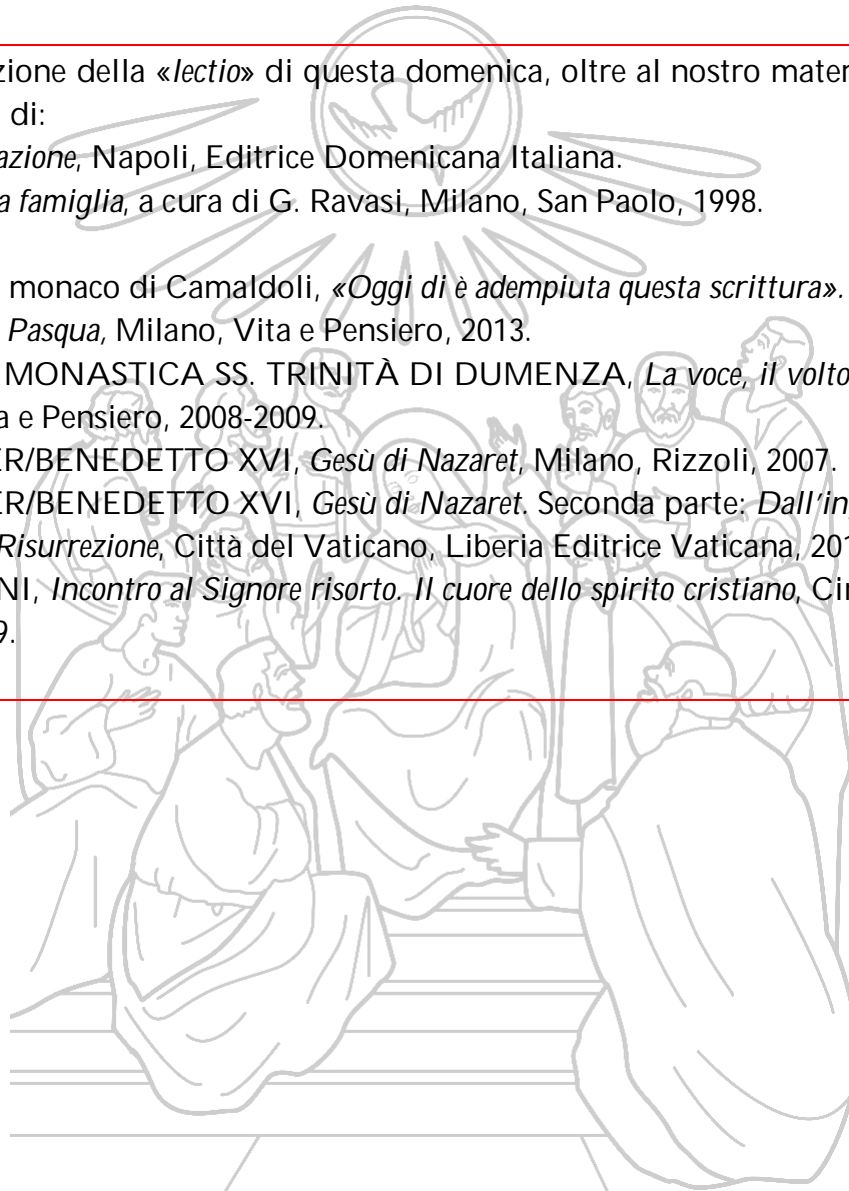 zione della «lectio» di questa domenica, oltre al nostro mater
di:
azione, Napoli, Editrice Domenicana Italiana.
a famiglia, a cura di G. Ravasi, Milano, San Paolo, 1998.
monaco di Camaldoli, «Oggi di è adempiuta questa scrittura».
Pasqua, Milano, Vita e Pensiero, 2013.
MONASTICA SS. TRINITÀ DI DUMENZA, La voce, il volto
a e Pensiero, 2008-2009.
ER/BENEDETTO XVI, Gesù di Nazaret, Milano, Rizzoli, 2007.
ER/BENEDETTO XVI, Gesù di Nazaret. Seconda parte: Dall'in
Risurrezione, Città del Vaticano, Liberia Editrice Vaticana, 201
NI, Incontro al Signore risorto. Il cuore dello spirito cristiano, Cin
9.